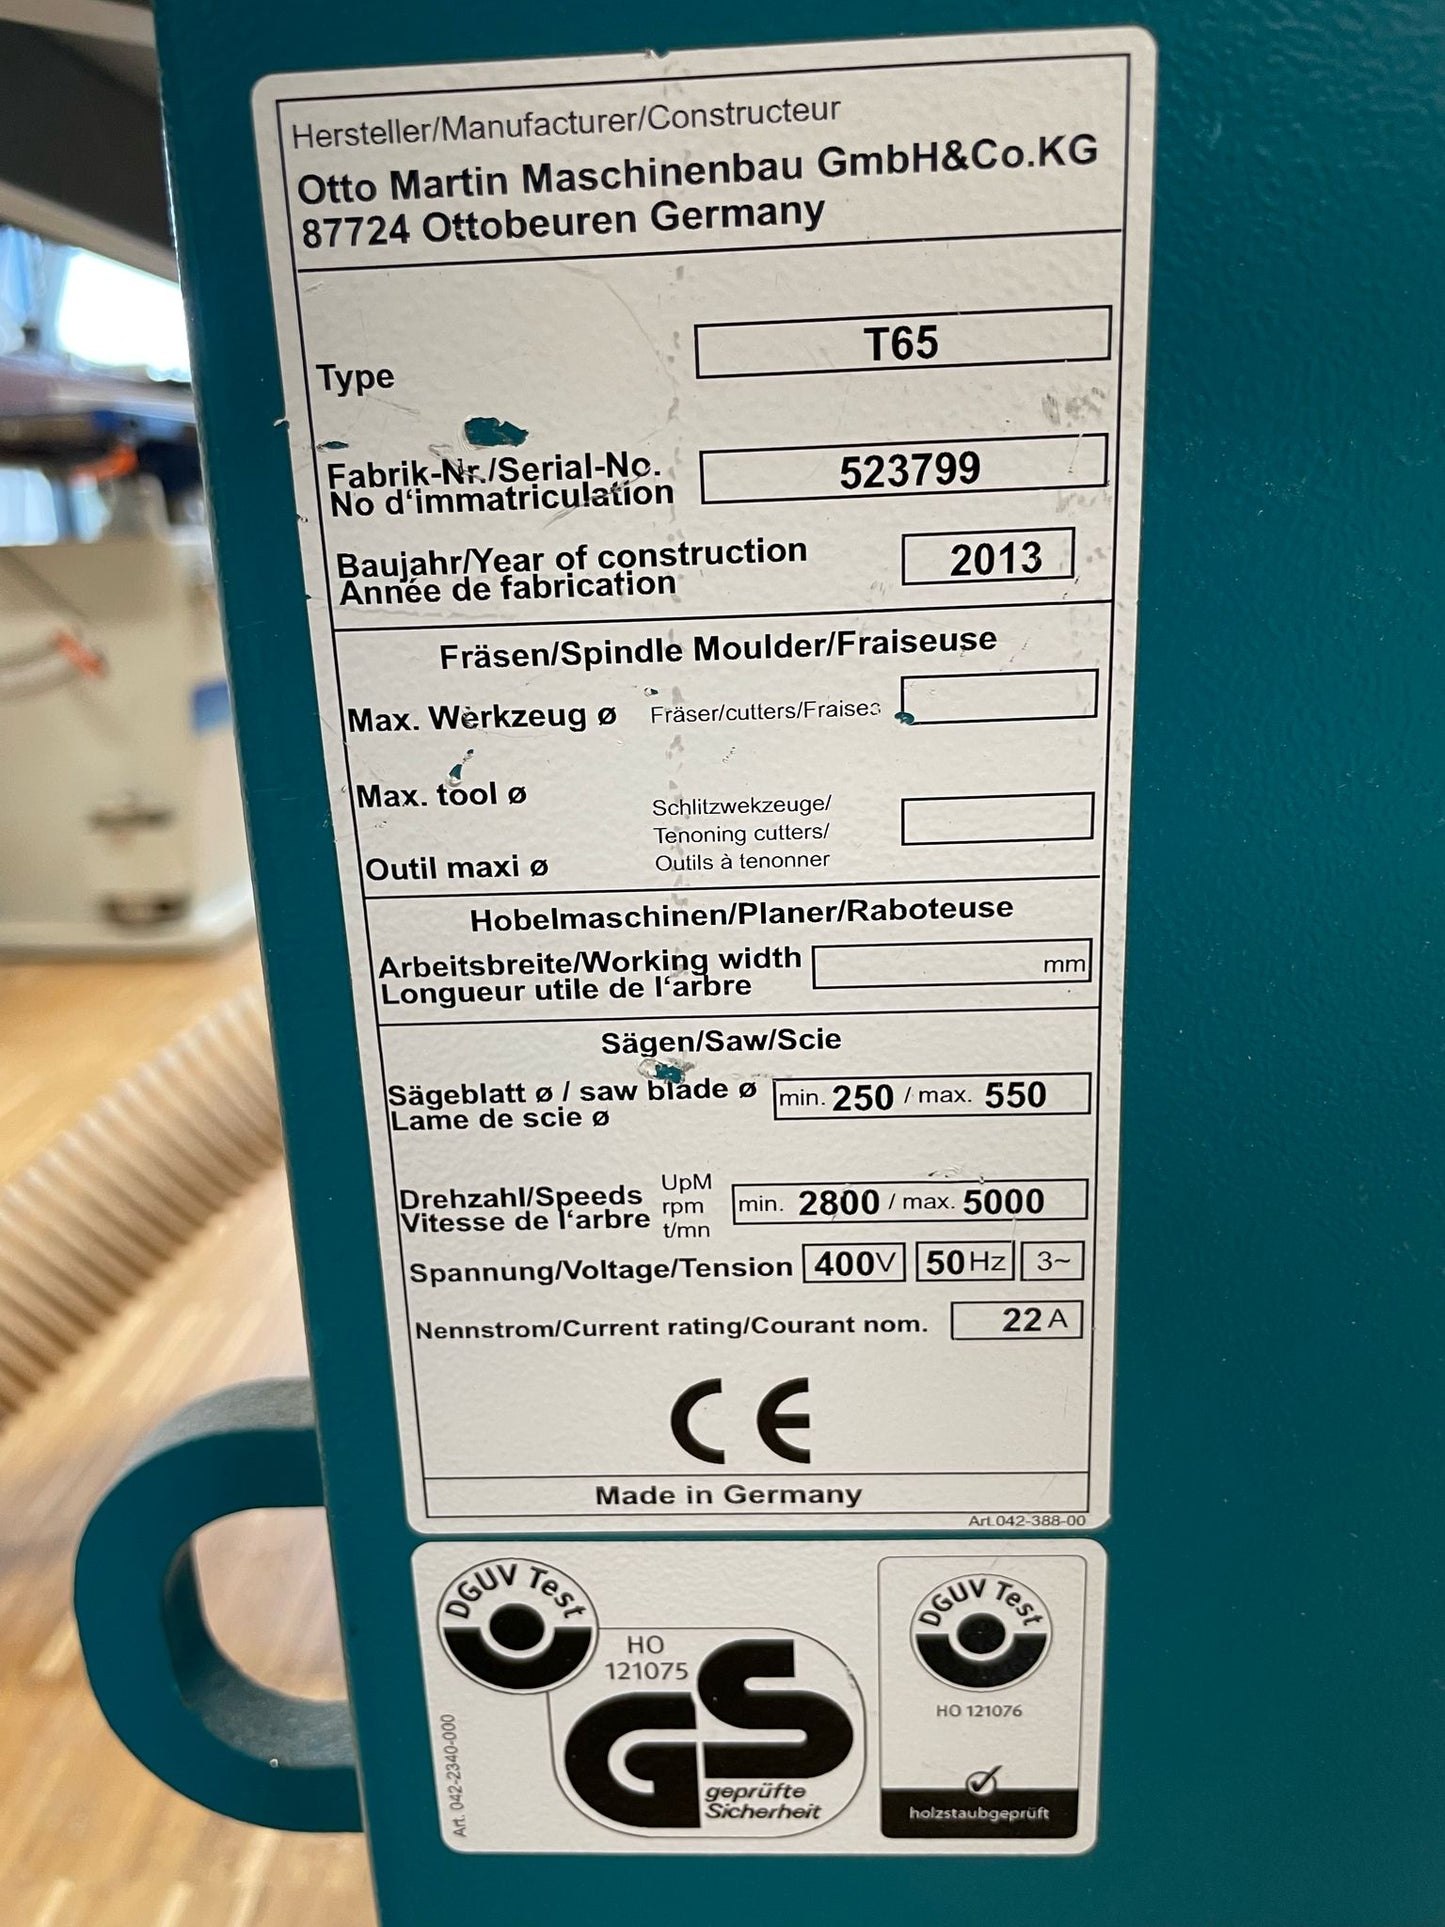 Hersteller/Manufacturer/Constructeur
Otto Martin Maschinenbau GmbH&Co.KG
87724 Ottobeuren Germany
Type
T65
Fabrik-Nr./Serial-No.
No d'immatriculation
523799
Baujahr/Year of construction
Année de fabrication
2013
Fräsen/Spindle Moulder/Fraiseuse
Max. Werkzeug ø Fräser/cutters/Fraises
Max. tool ø
Schlitzwekzeuge/
Tenoning cutters/
Outils à tenonner
Outil maxi ø
Hobelmaschinen/Planer/Raboteuse
Arbeitsbreite/Working width
Longueur utile de l'arbre
mm
Sägen/Saw/Scie
Sägeblatt ø / saw blade ø
Lame de scie ø
min. 250 / max. 550
Drehzahl/Speeds
Vitesse de l'arbre
UpM
rpm
t/mn
min. 2800 / max. 5000
Spannung/Voltage/Tension 400V 50Hz 3~
Nennstrom/Current rating/Courant nom. 22 A
CE
Made in Germany
Art.042-388-00
DGUV Test
HO
121075
GS
geprüfte
Sicherheit
Art. 042-2340-000
DGUV Test
HO 121076
holzstaubgeprüft